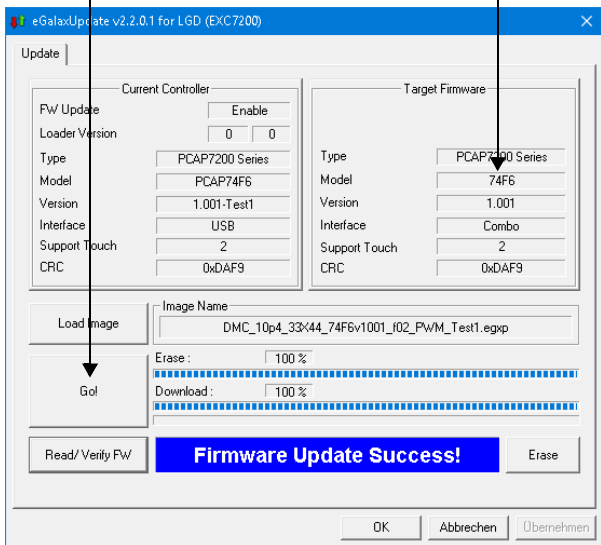 eGalaxUpdate v2.2.0.1 for LGD (EXC7200)
Update
Current Controller
FW Update Enable
Loader Version 0 0
Type PCAP7200 Series
Model PCAP74F6
Version 1.001-Test1
Interface USB
Support Touch 2
CRC 0xDAF9
Target Firmware
Type PCAP7200 Series
Model 74F6
Version 1.001
Interface Combo
Support Touch 2
CRC 0xDAF9
Load Image
Image Name
DMC_10p4_33X44_74F6v1001_f02_PWM_Test1.egxp
Go!
Erase : 100 %
Download : 100 %
Read/ Verify FW
Firmware Update Success!
Erase
OK Abbrechen Übernehmen